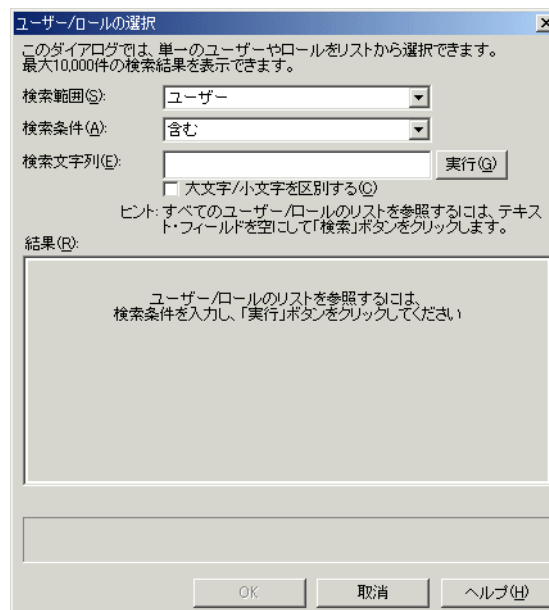 ユーザー/ロールの選択
このダイアログでは、単一のユーザーやロールをリストから選択できます。
最大10,000件の検索結果を表示できます。
検索範囲(S):
ユーザー
検索条件(A):
含む
検索文字列(E):
実行(G)
大文字/小文字を区別する(C)
ヒント: すべてのユーザー/ロールのリストを参照するには、テキス
ト・フィールドを空にして「検索」ボタンをクリックします。
結果(R):
ユーザー/ロールのリストを参照するには、
検索条件を入力し、「実行」ボタンをクリックしてください
OK
取消
ヘルプ(H)